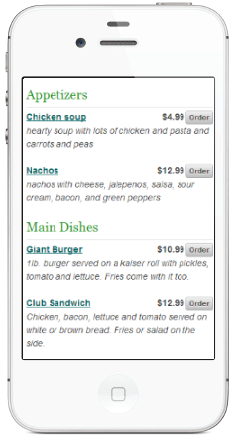 Appetizers
Chicken soup $4.99 Order
hearty soup with lots of chicken and pasta and
carrots and peas
Nachos $12.99 Order
nachos with cheese, jalepenos, salsa, sour
cream, bacon, and green peppers
Main Dishes
Giant Burger $10.99 Order
1lb. burger served on a kaiser roll with pickles,
tomato and lettuce. Fries come with it too.
Club Sandwich $12.99 Order
Chicken, bacon, lettuce and tomato served on
white or brown bread. Fries or salad on the
side.